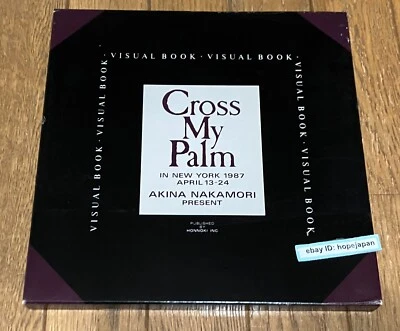 VISUAL BOOK · VISUAL BOOK ·
VISUAL BOOK · VISUAL BOOK ·
VISUAL BOOK · VISUAL BOOK
Cross
My
Palm
IN NEW YORK 1987
APRIL 13-24
AKINA NAKAMORI
PRESENT
PUBLISHED
BY
HONNOKI INC
ebay ID: hopejapan